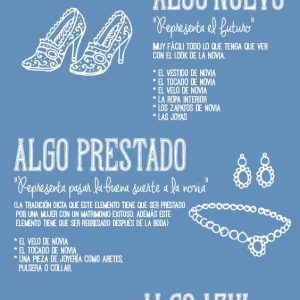 ALGO NUEVO
"Representa el futuro"
MUY FÁCIL! TODO LO QUE TENGA QUE VER
CON EL LOOK DE LA NOVIA.
* EL VESTIDO DE NOVIA
* EL TOCADO DE NOVIA
* EL VELO DE NOVIA
* LA ROPA INTERIOR
* LOS ZAPATOS DE NOVIA
* LAS JOYAS
ALGO PRESTADO
"Representa pasar la buena suerte a la novia"
(LA TRADICIÓN DICTA QUE ESTE ELEMENTO TIENE QUE SER PRESTADO
POR UNA MUJER CON UN MATRIMONIO EXITOSO. ADEMÁS ESTE
ELEMENTO TIENE QUE SER REGRESADO DESPUÉS DE LA BODA)
* EL VELO DE NOVIA
* EL TOCADO DE NOVIA
* UNA PIEZA DE JOYERÍA COMO ARETES,
PULSERA O COLLAR.
ALGO AZUL